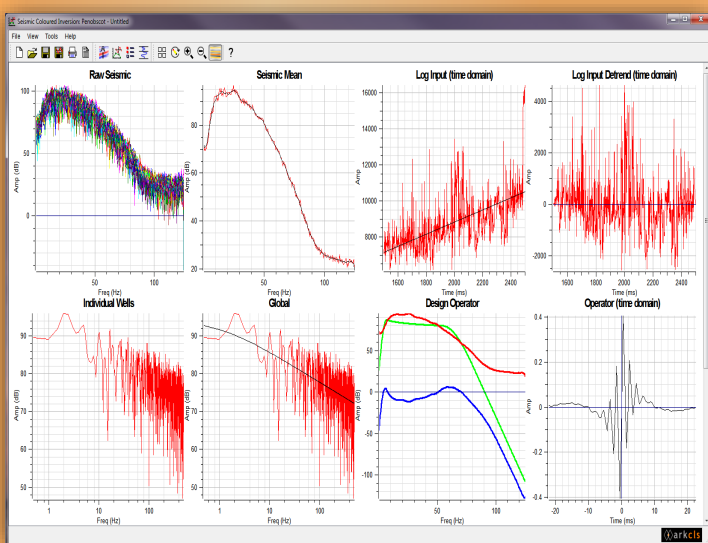 Seismic Coloured Inversion: Penobscot - Untitled
File View Tools Help
Raw Seismic
Seismic Mean
Log Input (time domain)
Log Input Detrend (time domain)
Amp (dB)
100
50
0
50
100
Freq (Hz)
Amp (dB)
80
60
40
20
50
100
Freq (Hz)
Amp
16000
14000
12000
10000
8000
1600 1800 2000 2200 2400
Time (ms)
Amp
4000
2000
0
-2000
1600 1800 2000 2200 2400
Time (ms)
Individual Wells
Global
Design Operator
Operator (time domain)
Amp (dB)
90
80
70
60
50
1
10
100
Freq (Hz)
Amp (dB)
90
80
70
60
50
1
10
100
Freq (Hz)
Amp (dB)
50
0
-50
-100
50
100
Freq (Hz)
Amp
0.4
0.2
0
-0.2
-0.4
-20 -10 0 10 20
Time (ms)
arkcls